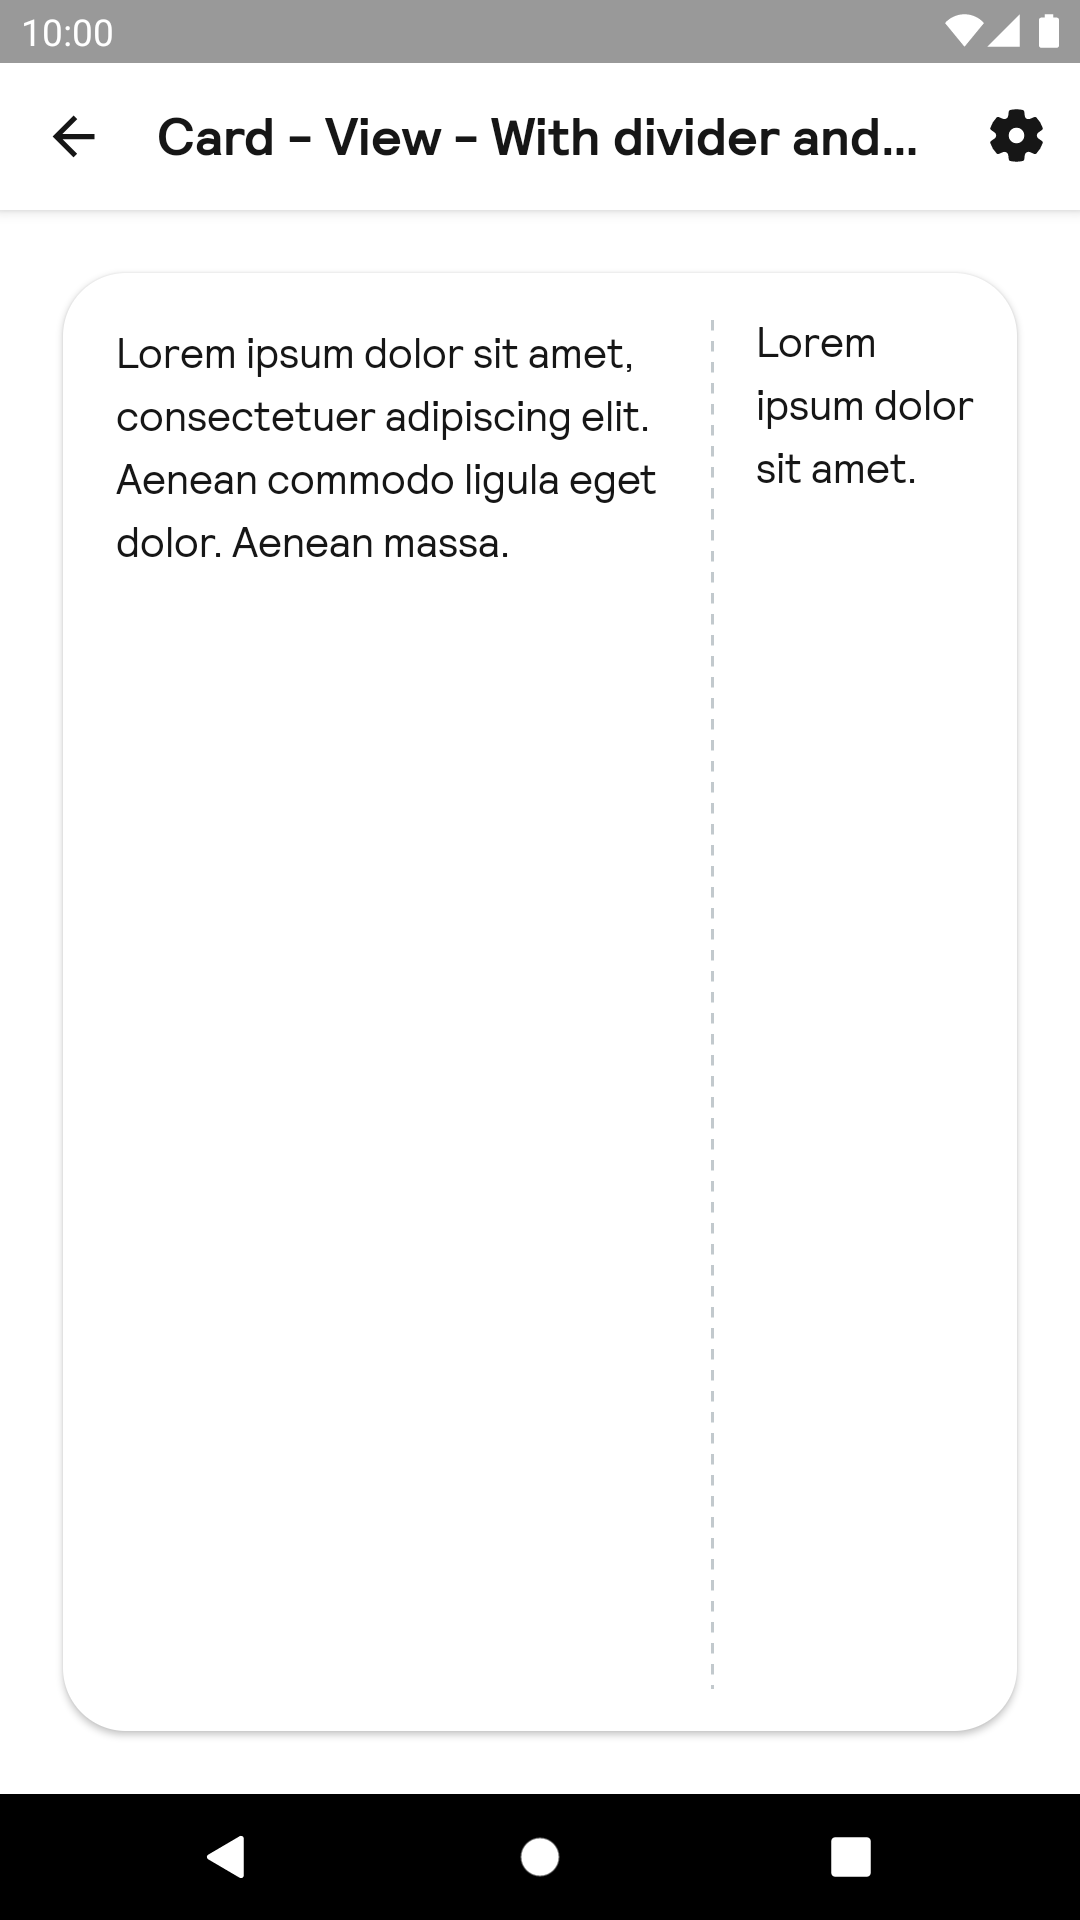 10:00
Card - View - With divider and...
Lorem ipsum dolor sit amet,
consectetuer adipiscing elit.
Aenean commodo ligula eget
dolor. Aenean massa.
Lorem
ipsum dolor
sit amet.